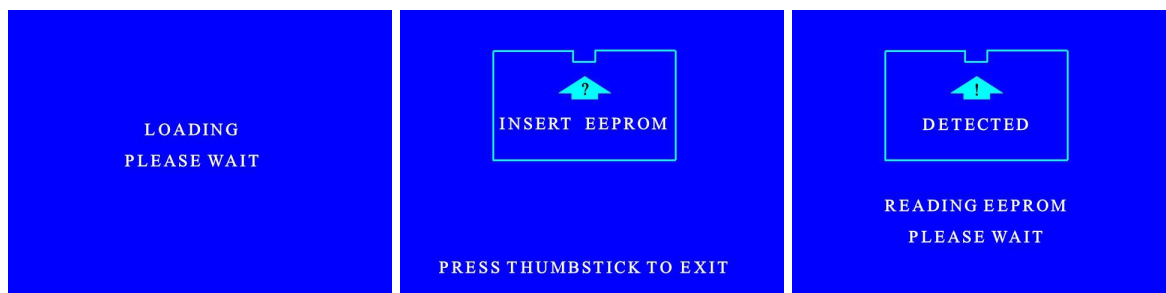 LOADING
PLEASE WAIT
?
INSERT EEPROM
PRESS THUMBSTICK TO EXIT
!
DETECTED
READING EEPROM
PLEASE WAIT